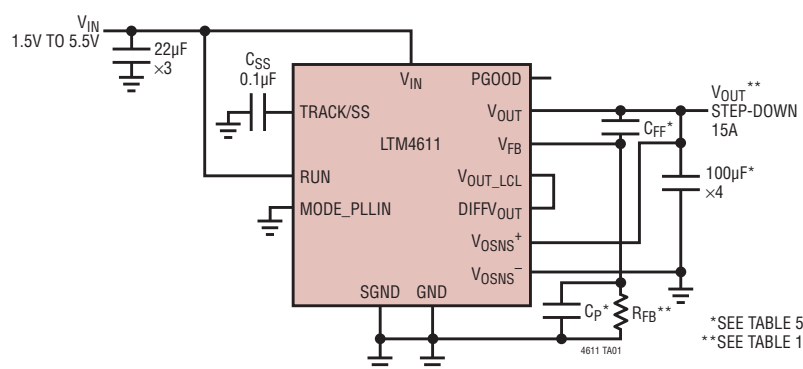 VIN
1.5V TO 5.5V
22µF
×3
CSS
0.1µF
VIN
PGOOD
TRACK/SS
VOUT
LTM4611
VFB
RUN
VOUT_LCL
MODE_PLLIN
DIFFVOUT
VOSNS+
VOSNS–
SGND
GND
CFF*
VOUT**
STEP-DOWN
15A
100µF*
×4
CP*
RFB**
4611 TA01
*SEE TABLE 5
**SEE TABLE 1